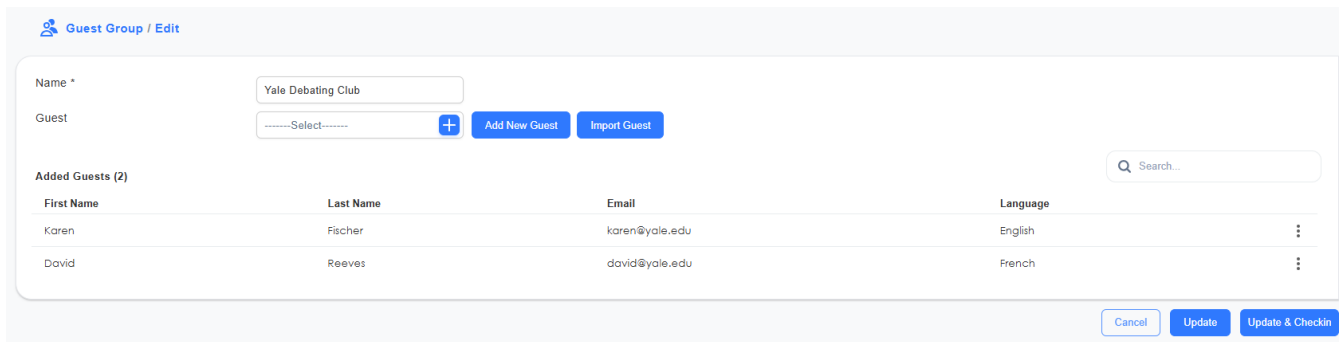 Guest Group / Edit
Name *
Yale Debating Club
Guest
-------Select-------
Add New Guest
Import Guest
Search...
Added Guests (2)
First Name Last Name Email Language
Karen Fischer karen@yale.edu English
David Reeves david@yale.edu French
Cancel Update Update & Checkin